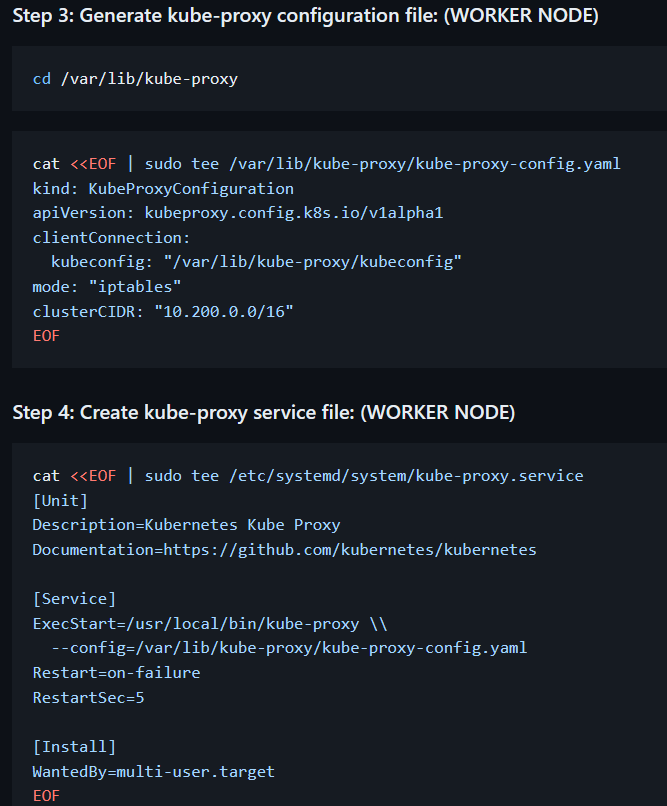 Step 3: Generate kube-proxy configuration file: (WORKER NODE)
cd /var/lib/kube-proxy
cat <<EOF | sudo tee /var/lib/kube-proxy/kube-proxy-config.yaml
kind: KubeProxyConfiguration
apiVersion: kubeproxy.config.k8s.io/v1alpha1
clientConnection:
  kubeconfig: "/var/lib/kube-proxy/kubeconfig"
mode: "iptables"
clusterCIDR: "10.200.0.0/16"
EOF
Step 4: Create kube-proxy service file: (WORKER NODE)
cat <<EOF | sudo tee /etc/systemd/system/kube-proxy.service
[Unit]
Description=Kubernetes Kube Proxy
Documentation=https://github.com/kubernetes/kubernetes
[Service]
ExecStart=/usr/local/bin/kube-proxy \\
  --config=/var/lib/kube-proxy/kube-proxy-config.yaml
Restart=on-failure
RestartSec=5
[Install]
WantedBy=multi-user.target
EOF